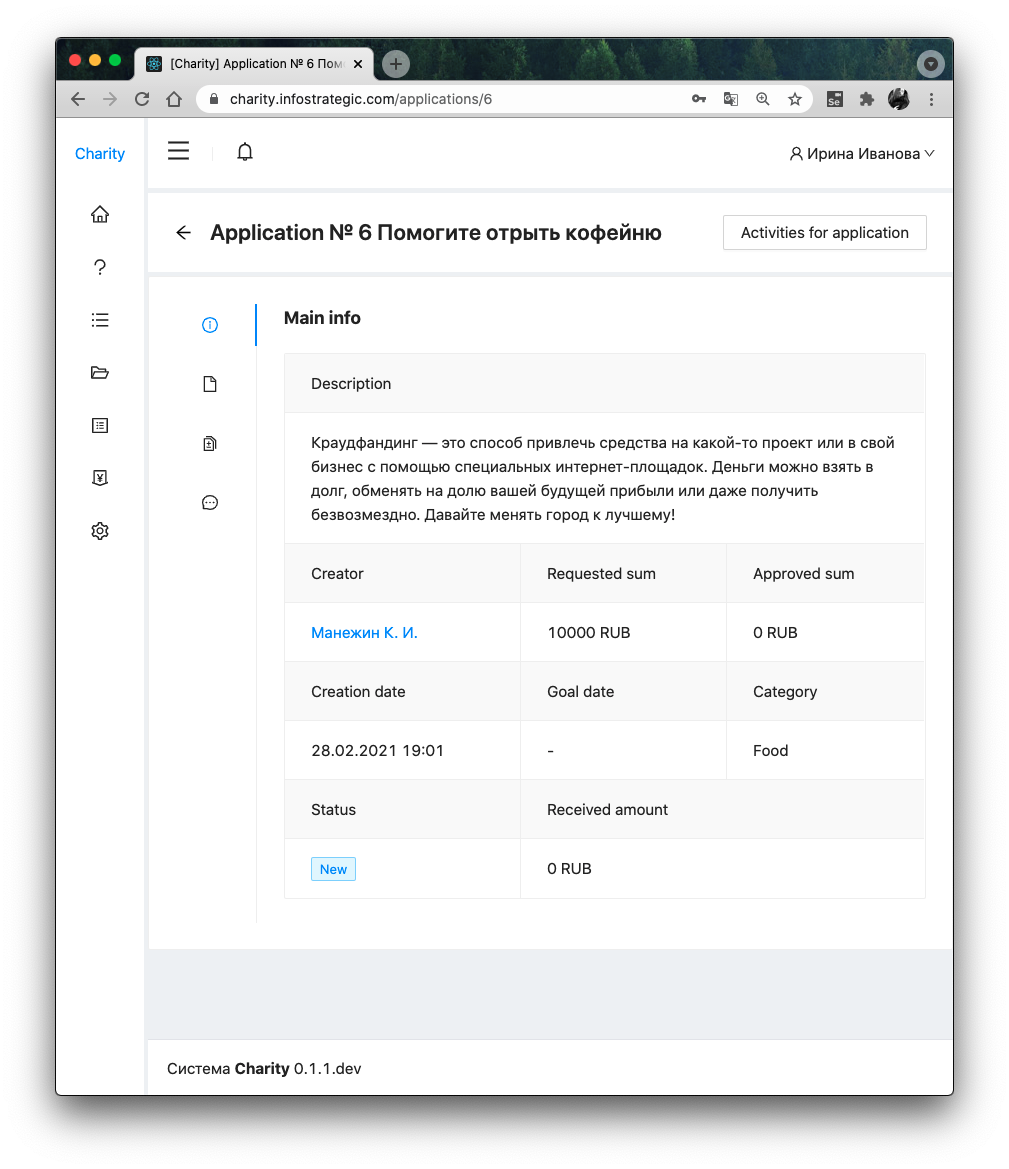 [Charity] Application № 6 Пом
charity.infostrategic.com/applications/6
Se
Charity
Ирина Иванова
Application № 6 Помогите отрыть кофейню
Activities for application
Main info
Description
Краудфандинг — это способ привлечь средства на какой-то проект или в свой
бизнес с помощью специальных интернет-площадок. Деньги можно взять в
долг, обменять на долю вашей будущей прибыли или даже получить
безвозмездно. Давайте менять город к лучшему!
Creator Requested sum Approved sum
Манежин К. И. 10000 RUB 0 RUB
Creation date Goal date Category
28.02.2021 19:01 - Food
Status Received amount
New 0 RUB
Система Charity 0.1.1.dev